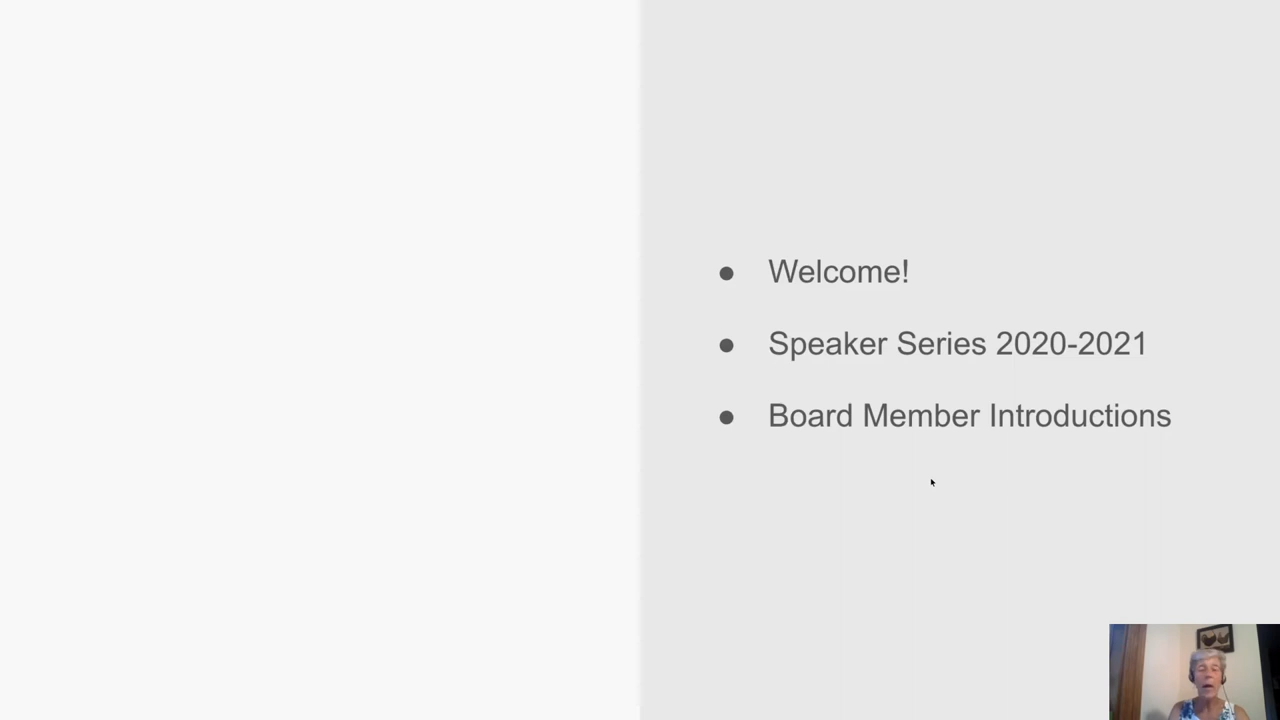 ● Welcome!
● Speaker Series 2020-2021
● Board Member Introductions